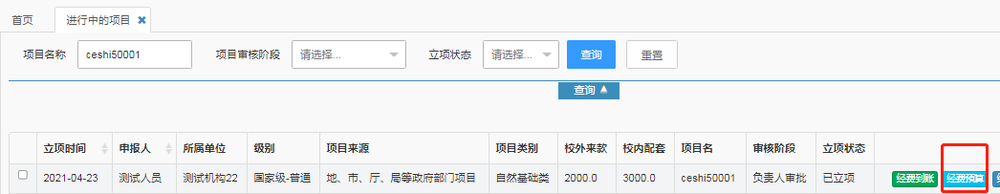 首页 进行中的项目 ✖
项目名称 ceshi50001 项目审核阶段 请选择... 立项状态 请选择... 查询 重置
查询
立项时间 申报人 所属单位 级别 项目来源 项目类别 校外来款 校内配套 项目名 审核阶段 立项状态
2021-04-23 测试人员 测试机构22 国家级-普通 地、市、厅、局等政府部门项目 自然基础类 2000.0 3000.0 ceshi50001 负责人审批 已立项 经费到账 经费预算